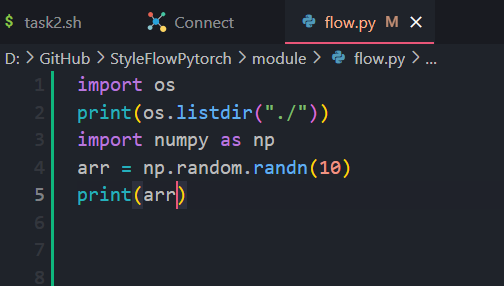 $ task2.sh Connect flow.py M ×
D: > GitHub > StyleFlowPytorch > module > flow.py > ...
1 import os
2 print(os.listdir("./"))
3 import numpy as np
4 arr = np.random.randn(10)
5 print(arr)
6
7
8